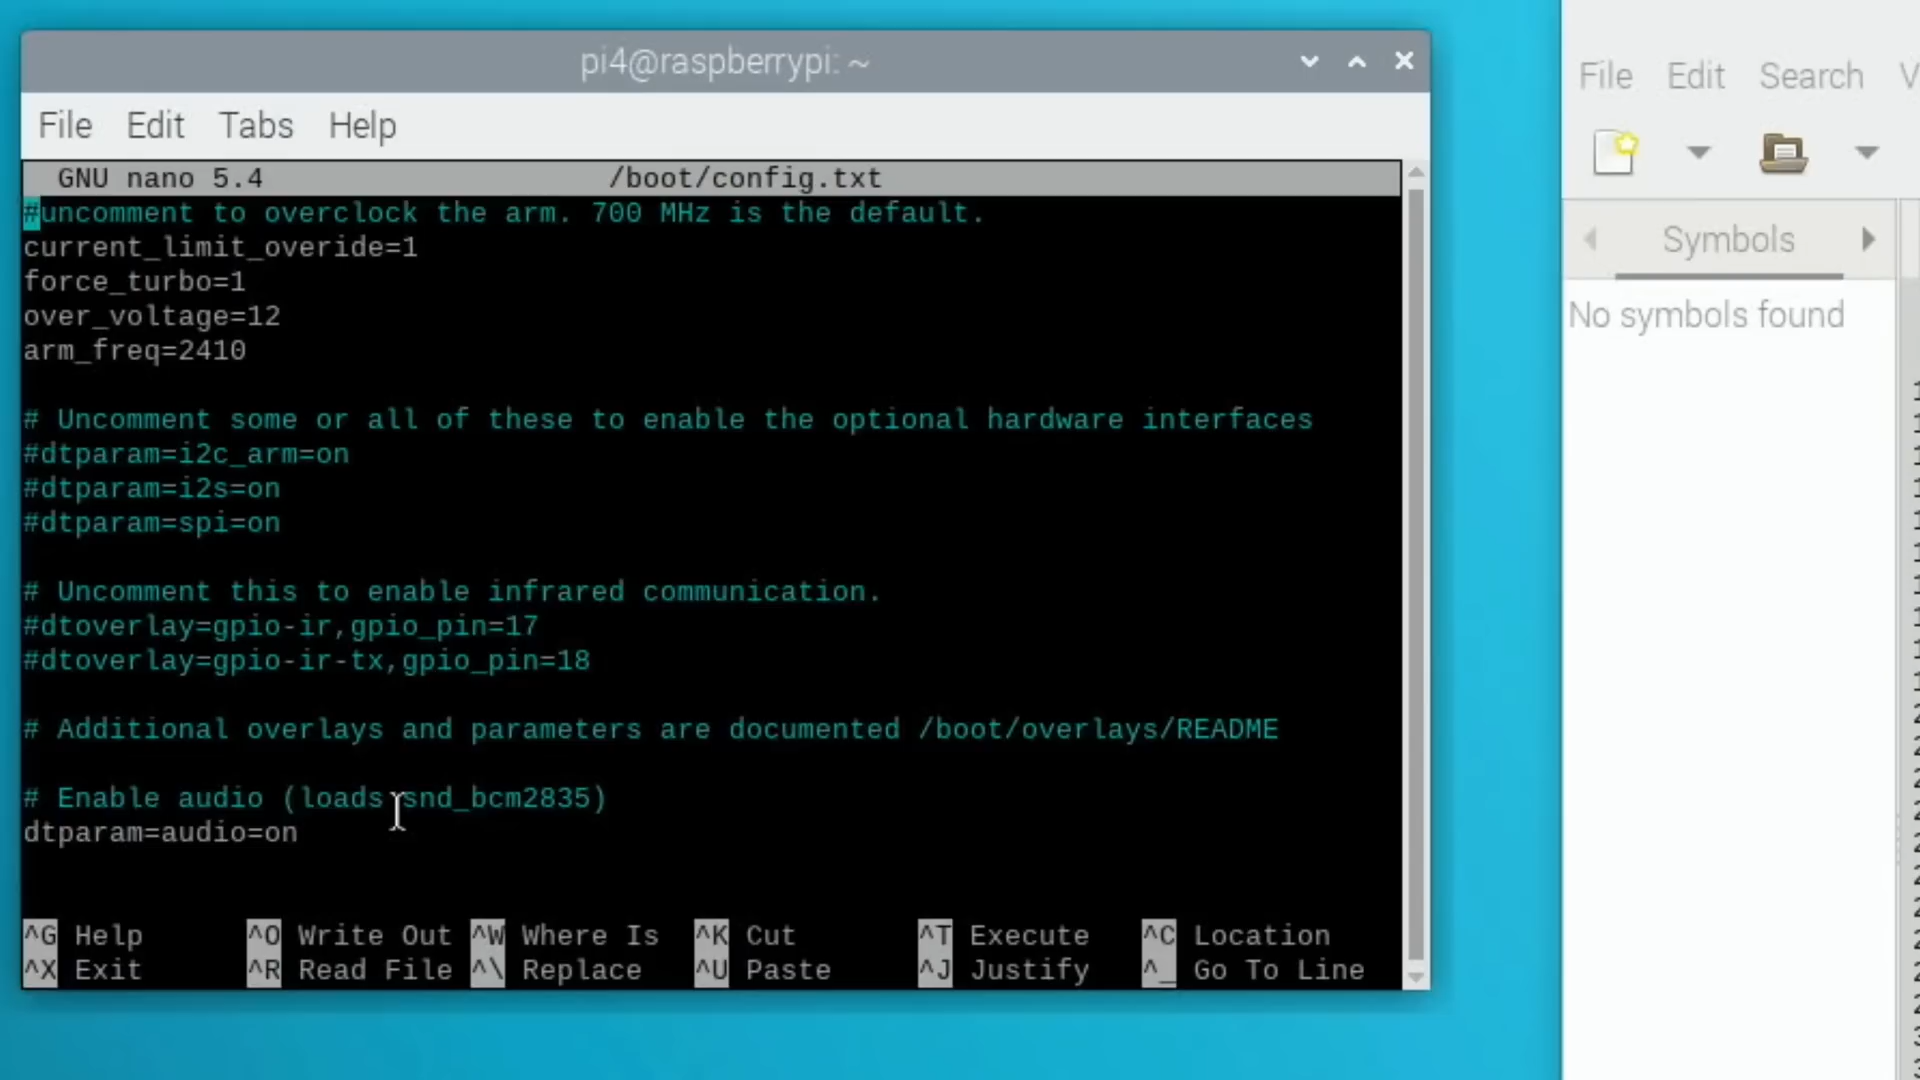 pi4@raspberrypi: ~
File Edit Tabs Help
GNU nano 5.4 /boot/config.txt
#uncomment to overclock the arm. 700 MHz is the default.
current_limit_overide=1
force_turbo=1
over_voltage=12
arm_freq=2410
# Uncomment some or all of these to enable the optional hardware interfaces
#dtparam=i2c_arm=on
#dtparam=i2s=on
#dtparam=spi=on
# Uncomment this to enable infrared communication.
#dtoverlay=gpio-ir,gpio_pin=17
#dtoverlay=gpio-ir-tx,gpio_pin=18
# Additional overlays and parameters are documented /boot/overlays/README
# Enable audio (loads snd_bcm2835)
dtparam=audio=on
^G Help ^O Write Out ^W Where Is ^K Cut ^T Execute ^C Location
^X Exit ^R Read File ^\ Replace ^U Paste ^J Justify ^_ Go To Line
File Edit Search
Symbols
No symbols found